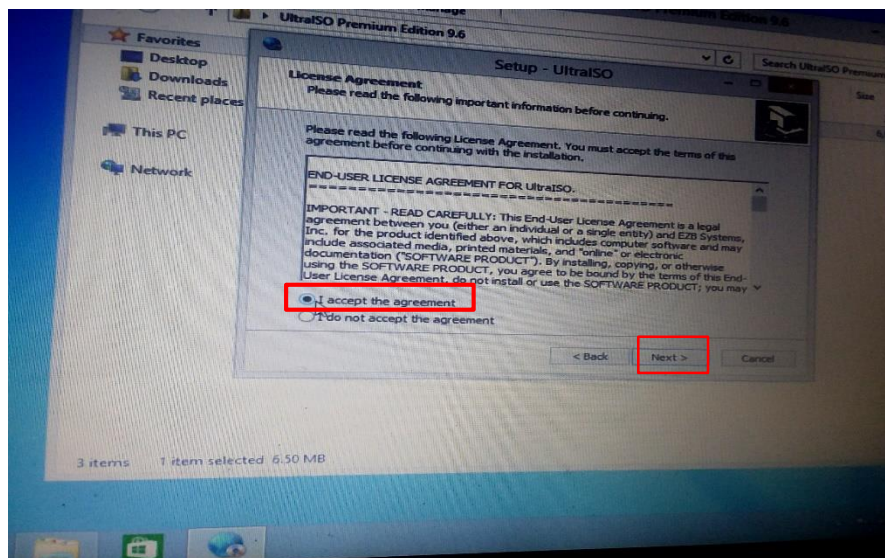 Premium Edition 9.6
UltraISO Premium Edition 9.6
Search UltraISO Premium
Favorites
Desktop
Downloads
Recent places
This PC
Network
Size
Setup - UltraISO
License Agreement
Please read the following important information before continuing.
Please read the following License Agreement. You must accept the terms of this
agreement before continuing with the installation.
END-USER LICENSE AGREEMENT FOR UltraISO.
IMPORTANT - READ CAREFULLY: This End-User License Agreement is a legal
agreement between you (either an individual or a single entity) and EZB Systems,
Inc. for the product identified above, which includes computer software and may
include associated media, printed materials, and "online" or electronic
documentation ("SOFTWARE PRODUCT"). By installing, copying, or otherwise
using the SOFTWARE PRODUCT, you agree to be bound by the terms of this End-
User License Agreement, do not install or use the SOFTWARE PRODUCT; you may
I accept the agreement
I do not accept the agreement
< Back
Next >
Cancel
3 items
1 item selected 6.50 MB